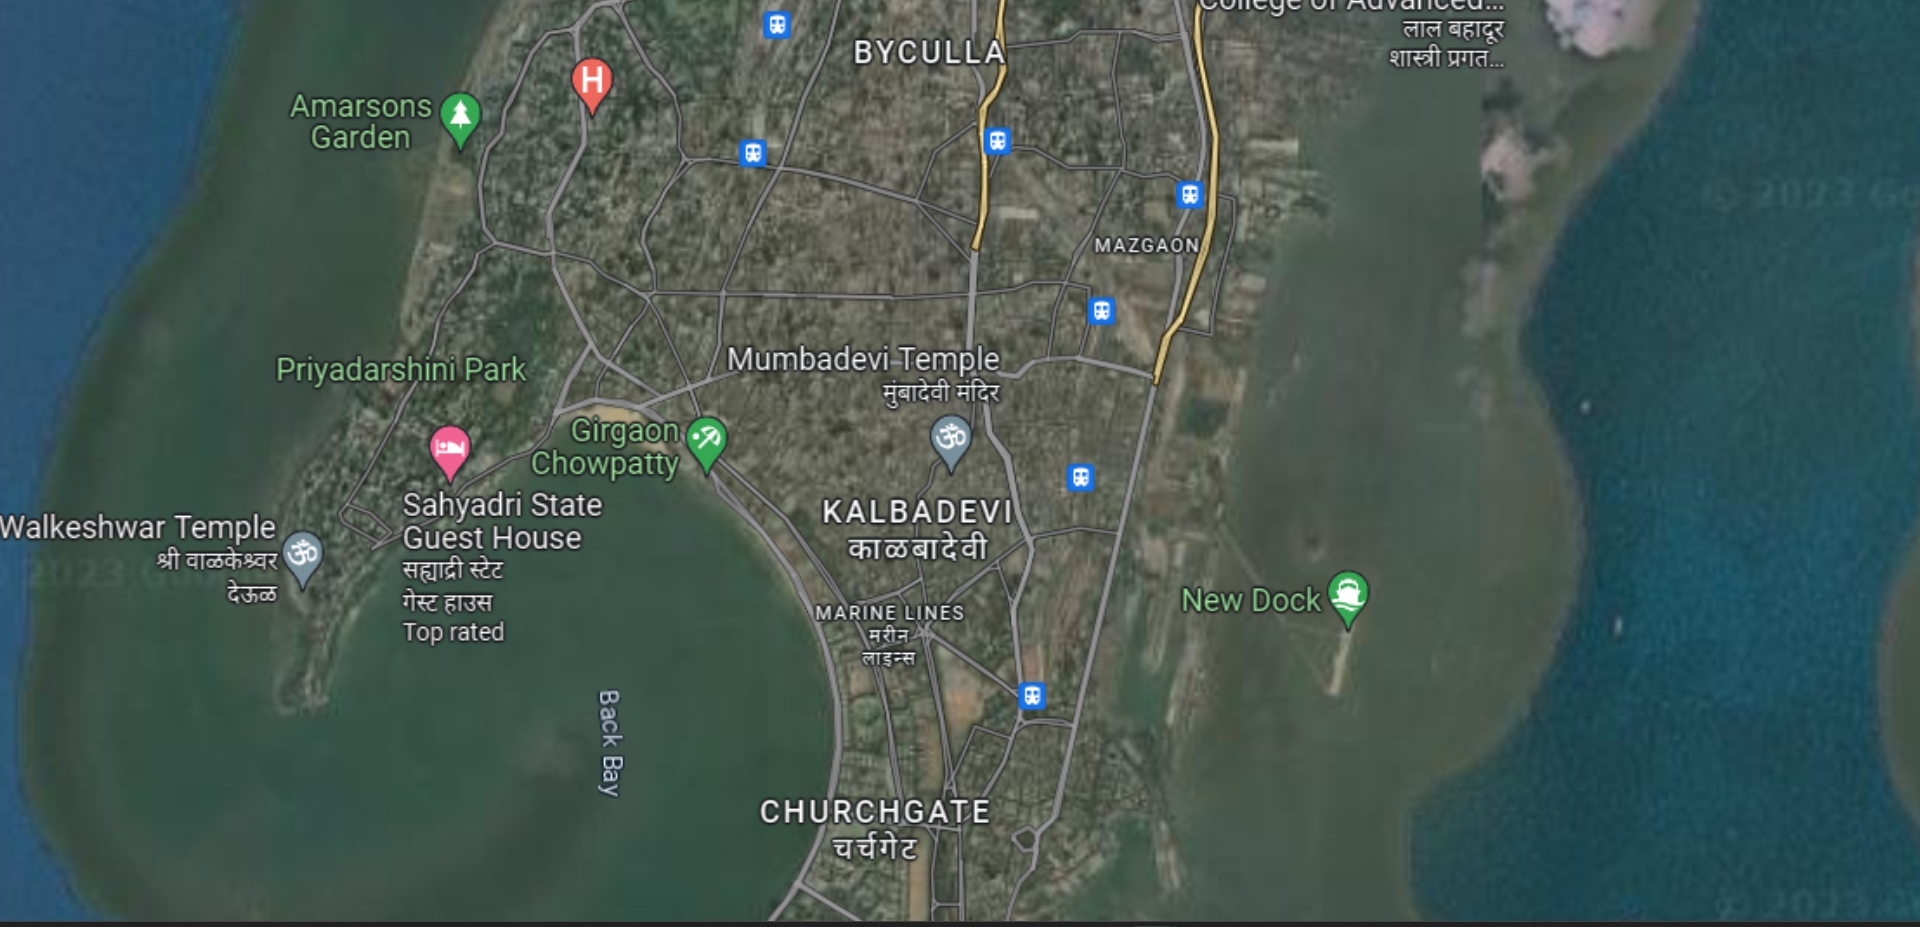 College of Advanced...
लाल बहादूर
शास्त्री प्रगत...
BYCULLA
H
Amarsons
Garden
MAZGAON
Priyadarshini Park
Mumbadevi Temple
मुंबादेवी मंदिर
Girgaon
Chowpatty
ॐ
KALBADEVI
काळबादेवी
Sahyadri State
Guest House
सह्याद्री स्टेट
गेस्ट हाउस
Top rated
Walkeshwar Temple
श्री वाळकेश्वर
देऊळ
ॐ
New Dock
MARINE LINES
मरीन
लाइन्स
Back Bay
CHURCHGATE
चर्चगेट